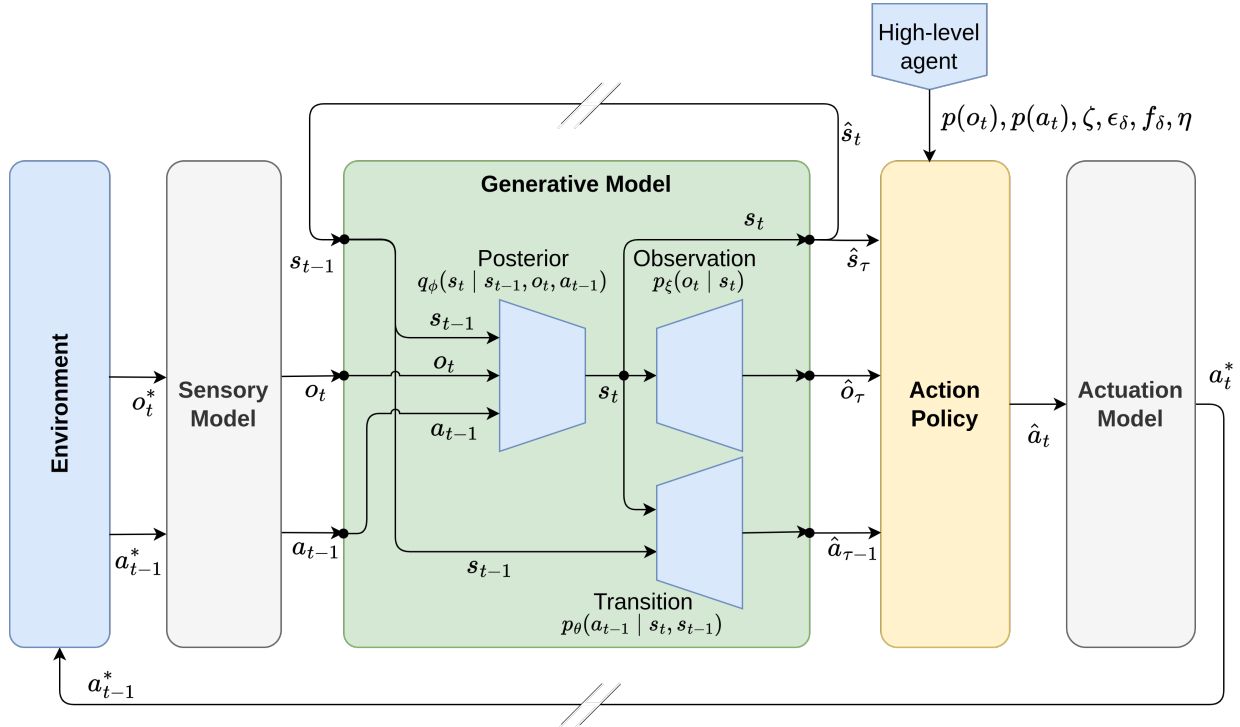 High-level
agent
p(o_t), p(a_t), ζ, ϵ_δ, f_δ, η
ŝ_t
Generative Model
s_t
s_{t−1}
ŝ_τ
Posterior
q_ϕ(s_t | s_{t−1}, o_t, a_{t−1})
Observation
p_ξ(o_t | s_t)
s_{t−1}
o_t
a_{t−1}
s_t
Environment
o_t^*
a_{t−1}^*
Sensory
Model
o_t
a_{t−1}
s_{t−1}
Transition
p_θ(a_{t−1} | s_t, s_{t−1})
ô_τ
â_{τ−1}
Action
Policy
â_t
Actuation
Model
a_t^*
a_{t−1}^*